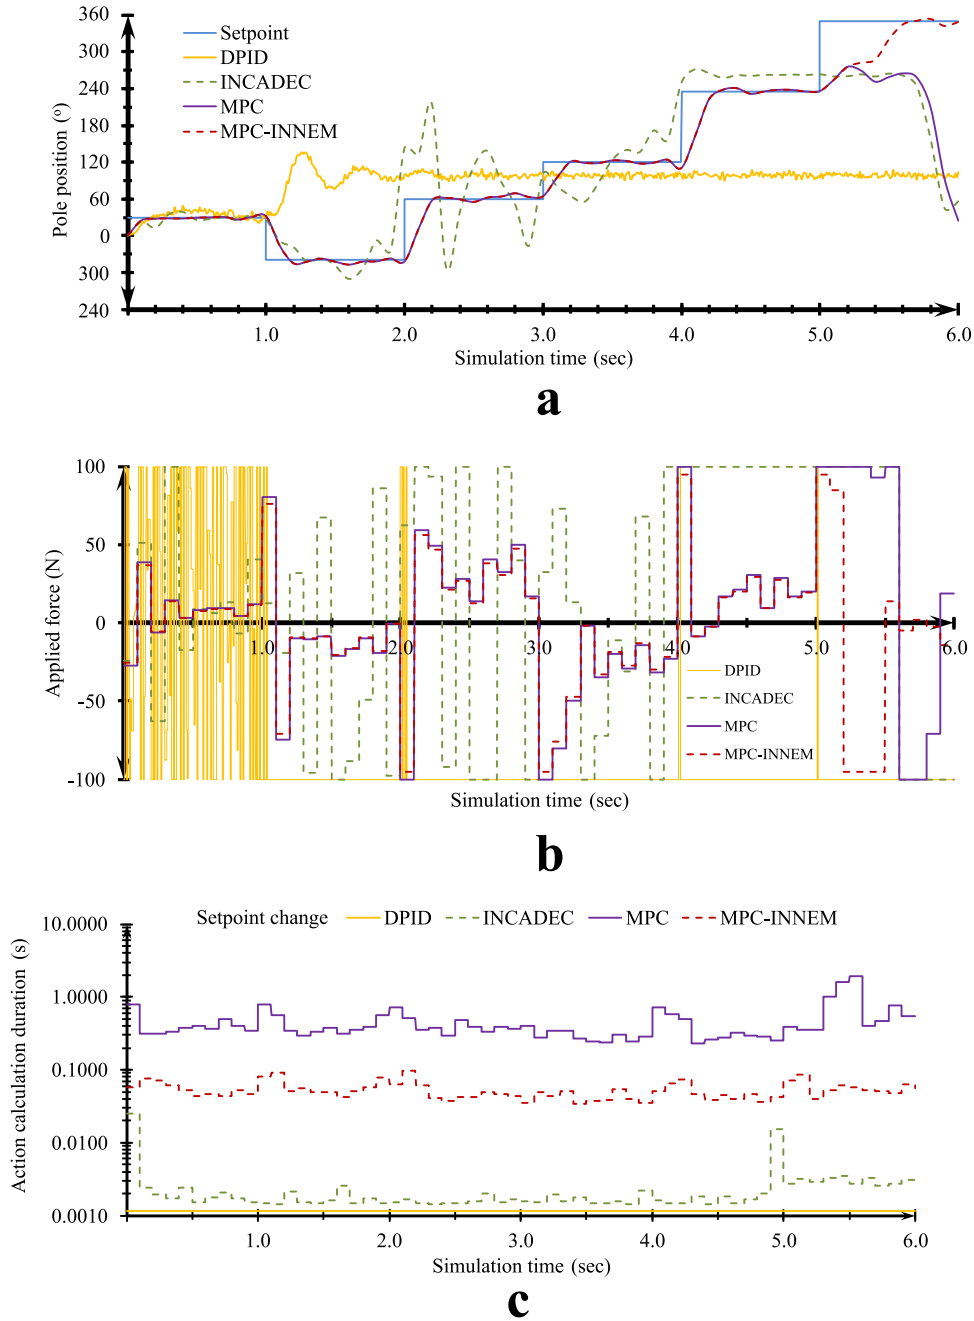 360
300
240
180
120
60
0
300
240
Pole position (º)
Setpoint
DPID
INCADEC
MPC
MPC-INNEM
1.0 2.0 3.0 4.0 5.0 6.0
Simulation time (sec)
a
100
50
0
-50
-100
Applied force (N)
1.0 2.0 3.0 4.0 5.0 6.0
DPID
INCADEC
MPC
MPC-INNEM
Simulation time (sec)
b
Setpoint change DPID INCADEC MPC MPC-INNEM
10.0000
1.0000
0.1000
0.0100
0.0010
Action calculation duration (s)
1.0 2.0 3.0 4.0 5.0 6.0
Simulation time (sec)
c